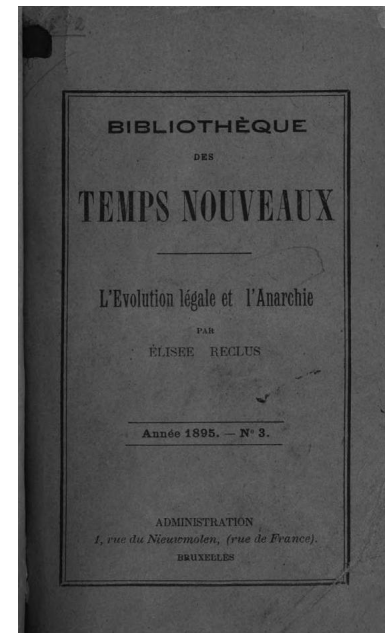 BIBLIOTHÈQUE
DES
TEMPS NOUVEAUX
L'Evolution légale et l'Anarchie
PAR
ÉLISEE RECLUS
Année 1895. — N° 3.
ADMINISTRATION
1, rue du Nieuwmolen, (rue de France).
BRUXELLES